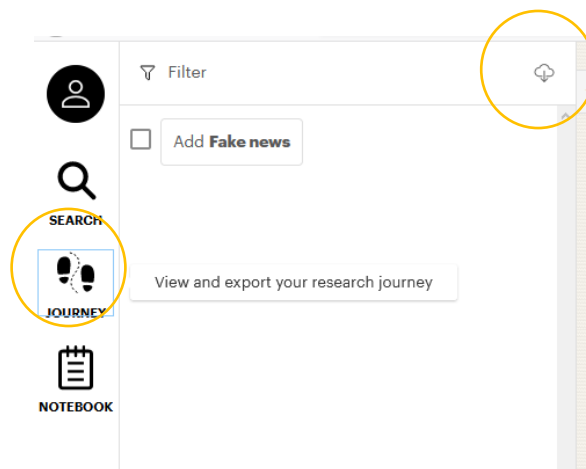 Filter
Add Fake news
SEARCH
View and export your research journey
JOURNEY
NOTEBOOK